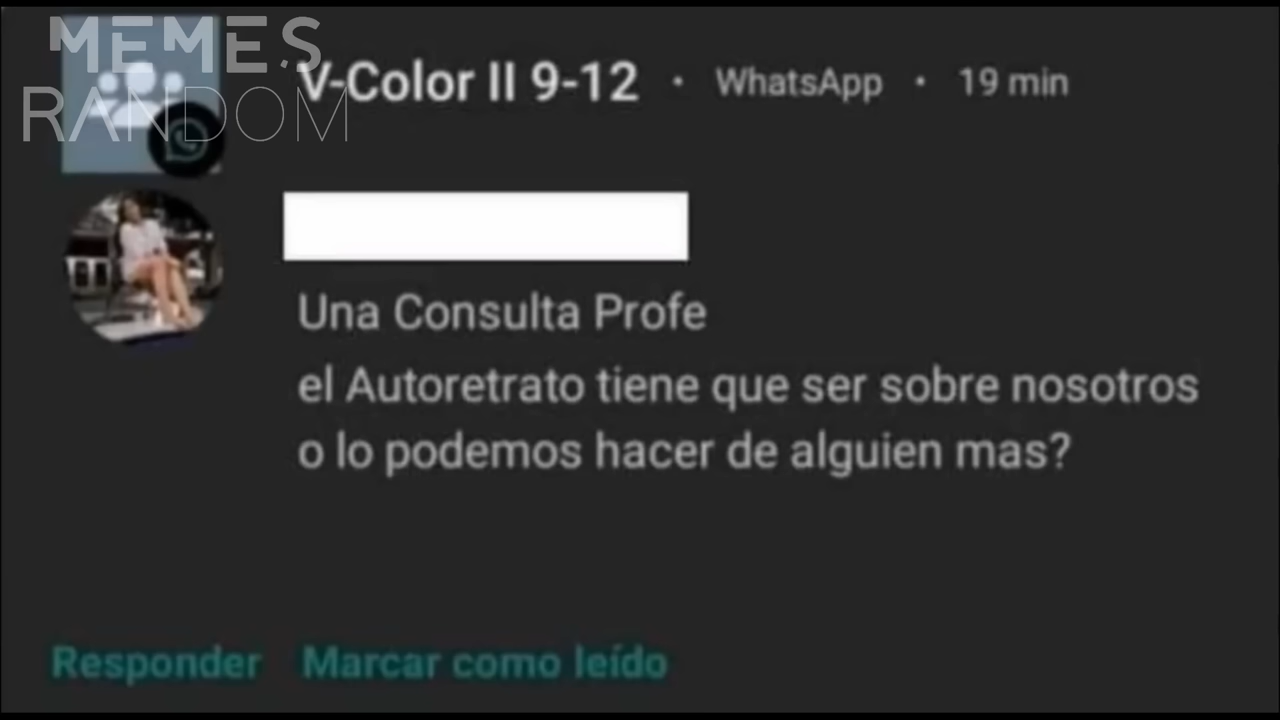 MEMES
RANDOM
V-Color II 9-12 • WhatsApp • 19 min
Una Consulta Profe
el Autoretrato tiene que ser sobre nosotros
o lo podemos hacer de alguien mas?
Responder Marcar como leído